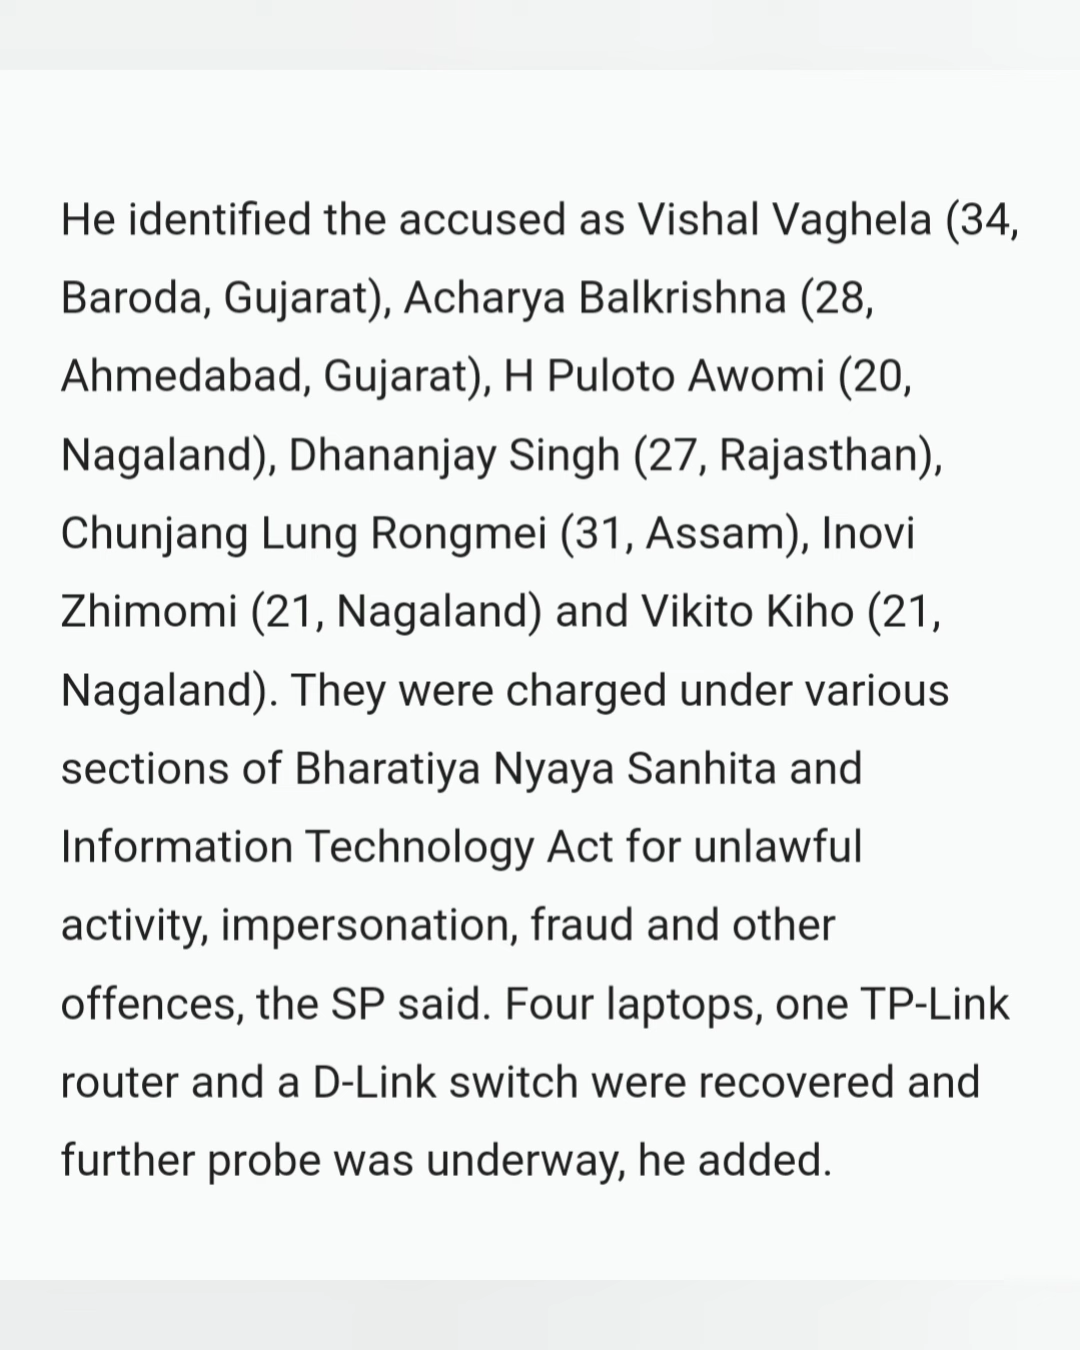 He identified the accused as Vishal Vaghela (34,
Baroda, Gujarat), Acharya Balkrishna (28,
Ahmedabad, Gujarat), H Puloto Awomi (20,
Nagaland), Dhananjay Singh (27, Rajasthan),
Chunjang Lung Rongmei (31, Assam), Inovi
Zhimomi (21, Nagaland) and Vikito Kiho (21,
Nagaland). They were charged under various
sections of Bharatiya Nyaya Sanhita and
Information Technology Act for unlawful
activity, impersonation, fraud and other
offences, the SP said. Four laptops, one TP-Link
router and a D-Link switch were recovered and
further probe was underway, he added.